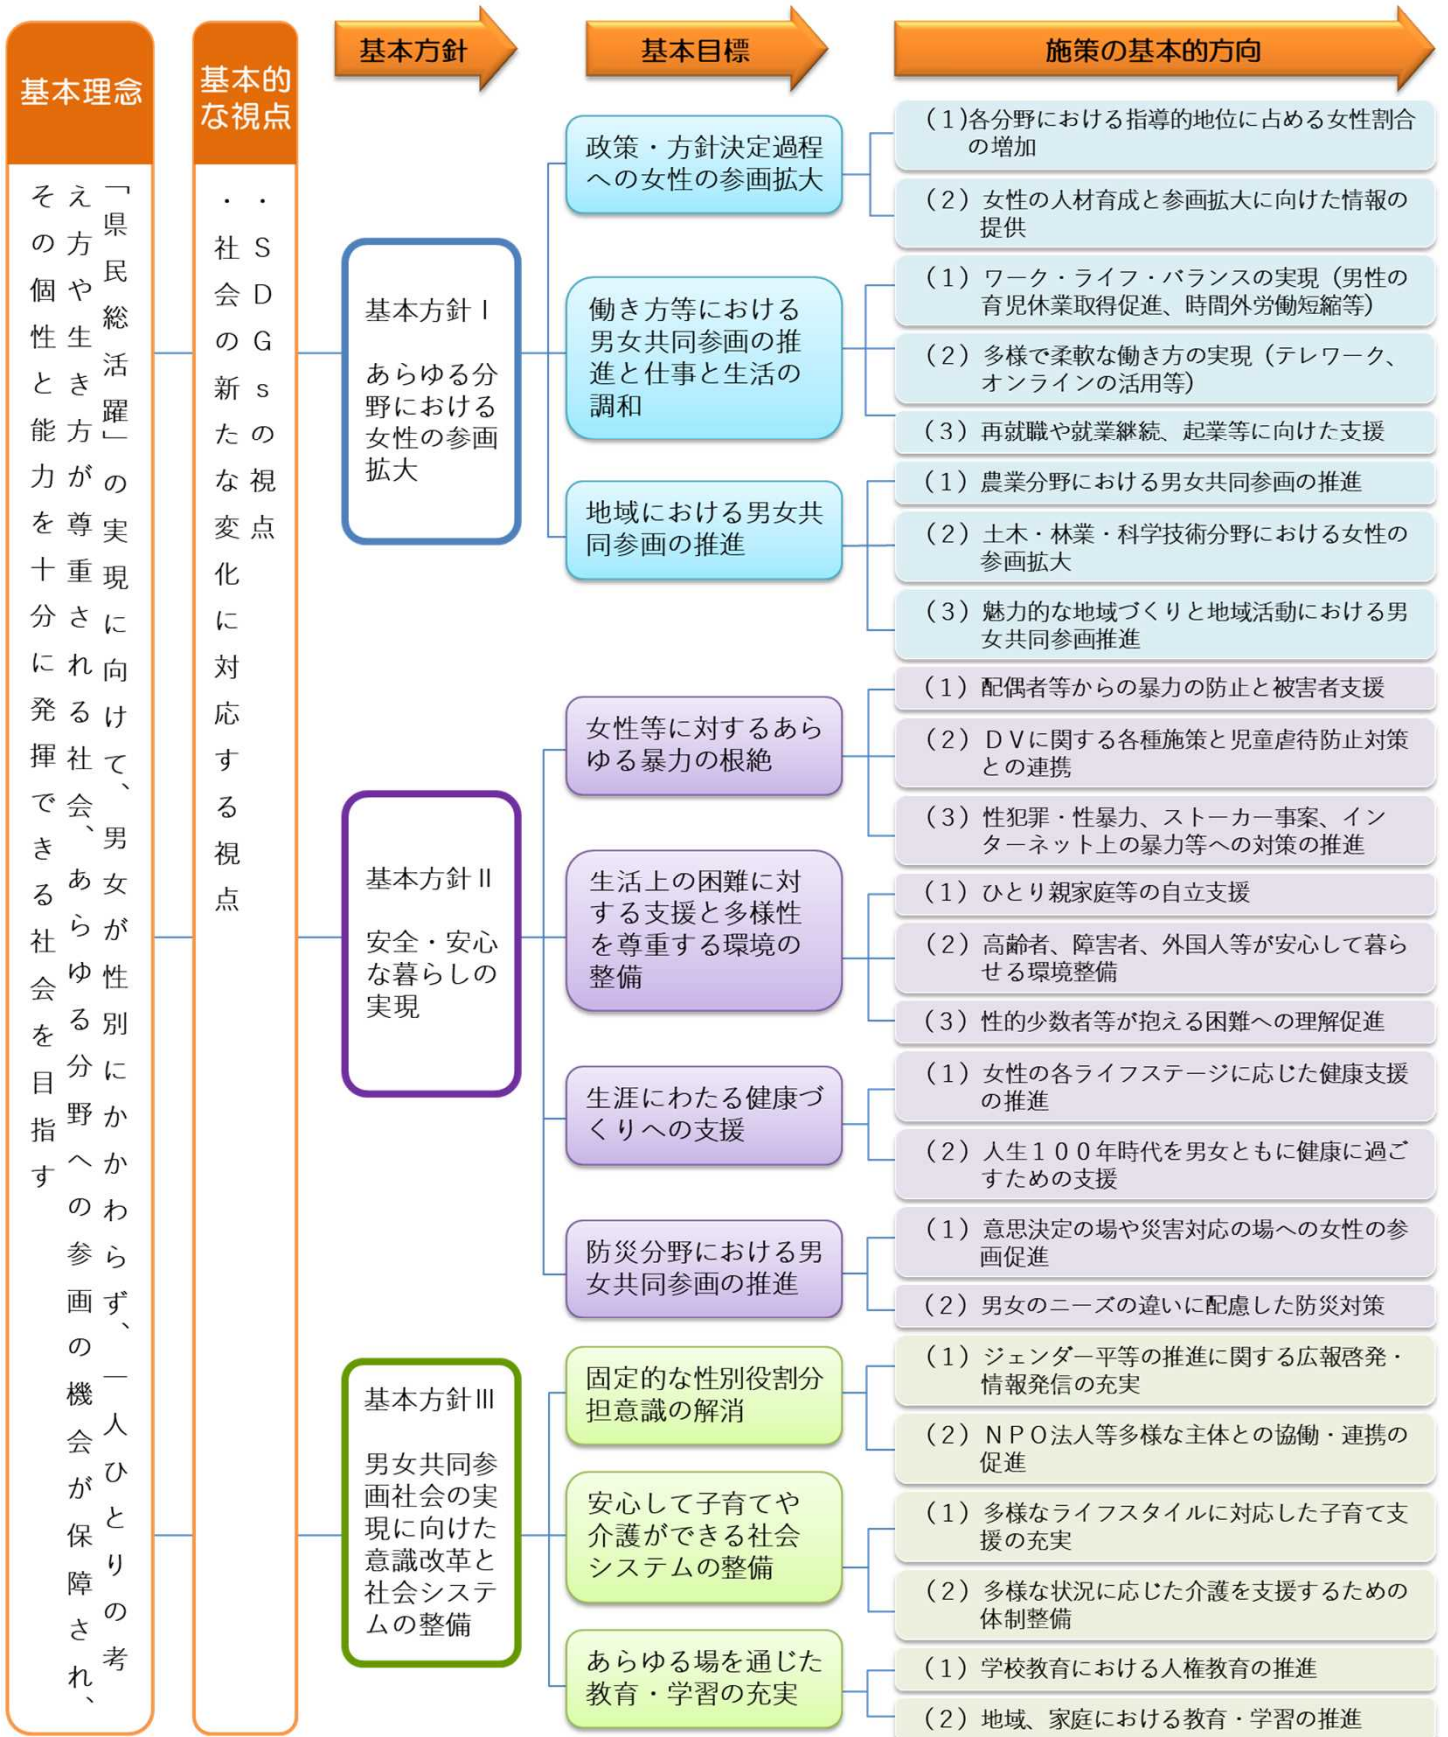 基本理念
「県民総活躍」の実現に向けて、男女が性別にかかわらず、一人ひとりの考
え方や生き方が尊重される社会、あらゆる分野への参画の機会が保障され、
その個性と能力を十分に発揮できる社会を目指す
基本的
な視点
・ＳＤＧｓの視点
・社会の新たな変化に対応する視点
基本方針
基本目標
施策の基本的方向
基本方針Ⅰ
あらゆる分
野における
女性の参画
拡大
政策・方針決定過程
への女性の参画拡大
（１)各分野における指導的地位に占める女性割合
の増加
（２）女性の人材育成と参画拡大に向けた情報の
提供
働き方等における
男女共同参画の推
進と仕事と生活の
調和
（１）ワーク・ライフ・バランスの実現（男性の
育児休業取得促進、時間外労働短縮等）
（２）多様で柔軟な働き方の実現（テレワーク、
オンラインの活用等）
（３）再就職や就業継続、起業等に向けた支援
地域における男女共
同参画の推進
（１）農業分野における男女共同参画の推進
（２）土木・林業・科学技術分野における女性の
参画拡大
（３）魅力的な地域づくりと地域活動における男
女共同参画推進
基本方針Ⅱ
安全・安心
な暮らしの
実現
女性等に対するあら
ゆる暴力の根絶
（１）配偶者等からの暴力の防止と被害者支援
（２）ＤＶに関する各種施策と児童虐待防止対策
との連携
（３）性犯罪・性暴力、ストーカー事案、イン
ターネット上の暴力等への対策の推進
生活上の困難に対
する支援と多様性
を尊重する環境の
整備
（１）ひとり親家庭等の自立支援
（２）高齢者、障害者、外国人等が安心して暮ら
せる環境整備
（３）性的少数者等が抱える困難への理解促進
生涯にわたる健康づ
くりへの支援
（１）女性の各ライフステージに応じた健康支援
の推進
（２）人生１００年時代を男女ともに健康に過ご
すための支援
防災分野における男
女共同参画の推進
（１）意思決定の場や災害対応の場への女性の参
画促進
（２）男女のニーズの違いに配慮した防災対策
基本方針Ⅲ
男女共同参
画社会の実
現に向けた
意識改革と
社会システ
ムの整備
固定的な性別役割分
担意識の解消
（１）ジェンダー平等の推進に関する広報啓発・
情報発信の充実
（２）ＮＰＯ法人等多様な主体との協働・連携の
促進
安心して子育てや
介護ができる社会
システムの整備
（１）多様なライフスタイルに対応した子育て支
援の充実
（２）多様な状況に応じた介護を支援するための
体制整備
あらゆる場を通じた
教育・学習の充実
（１）学校教育における人権教育の推進
（２）地域、家庭における教育・学習の推進